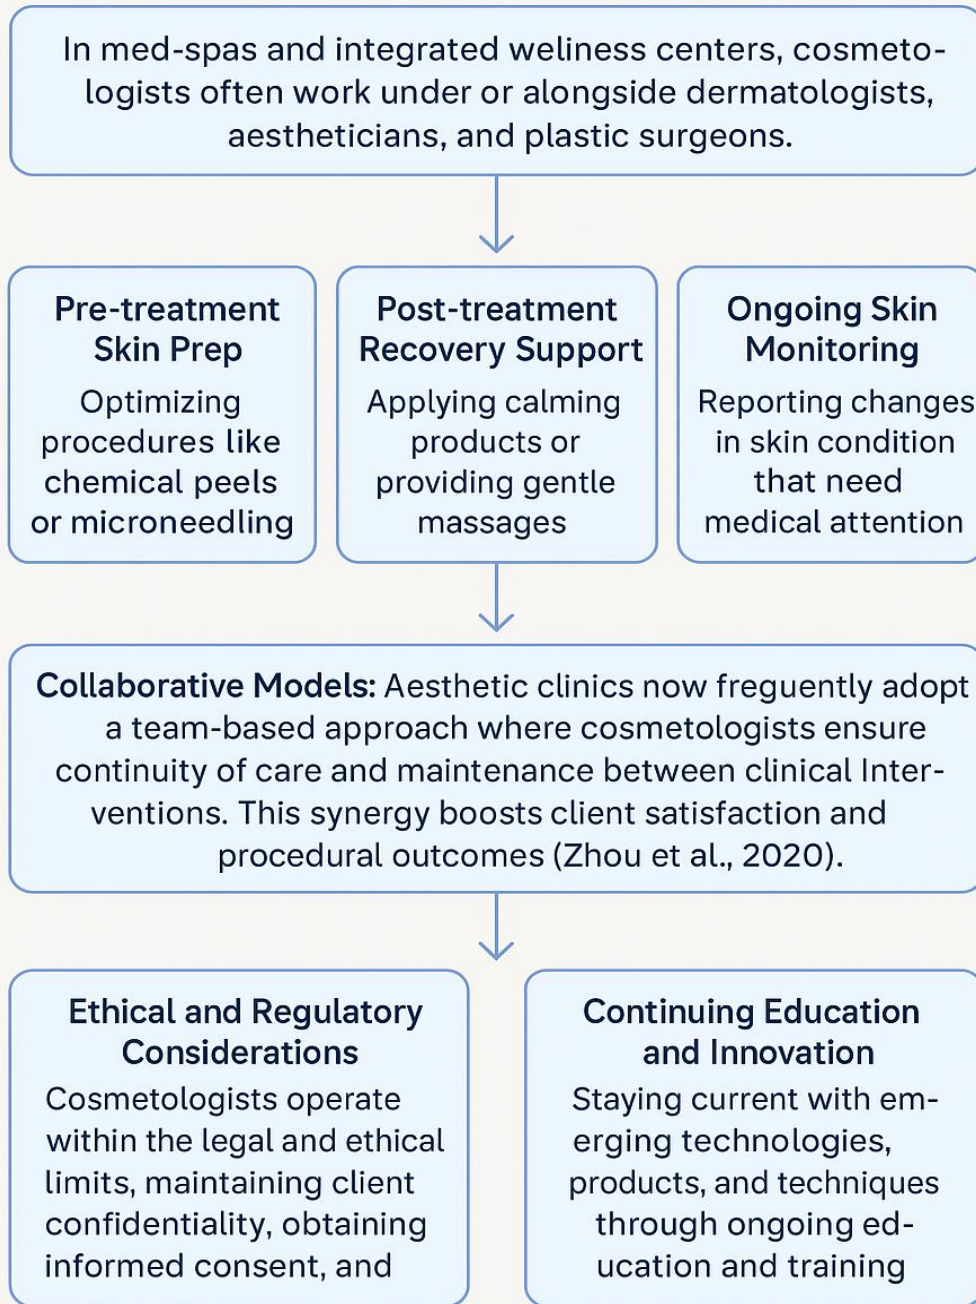 In med-spas and integrated weliness centers, cosmeto-
logists often work under or alongside dermatologists,
aestheticians, and plastic surgeons.
Pre-treatment
Skin Prep
Optimizing
procedures like
chemical peels
or microneedling
Post-treatment
Recovery Support
Applying calming
products or
providing gentle
massages
Ongoing Skin
Monitoring
Reporting changes
in skin condition
that need
medical attention
Collaborative Models: Aesthetic clinics now freguently adopt
a team-based approach where cosmetologists ensure
continuity of care and maintenance between clinical Inter-
ventions. This synergy boosts client satisfaction and
procedural outcomes (Zhou et al., 2020).
Ethical and Regulatory
Considerations
Cosmetologists operate
within the legal and ethical
limits, maintaining client
confidentiality, obtaining
informed consent, and
Continuing Education
and Innovation
Staying current with em-
erging technologies,
products, and techniques
through ongoing ed-
ucation and training